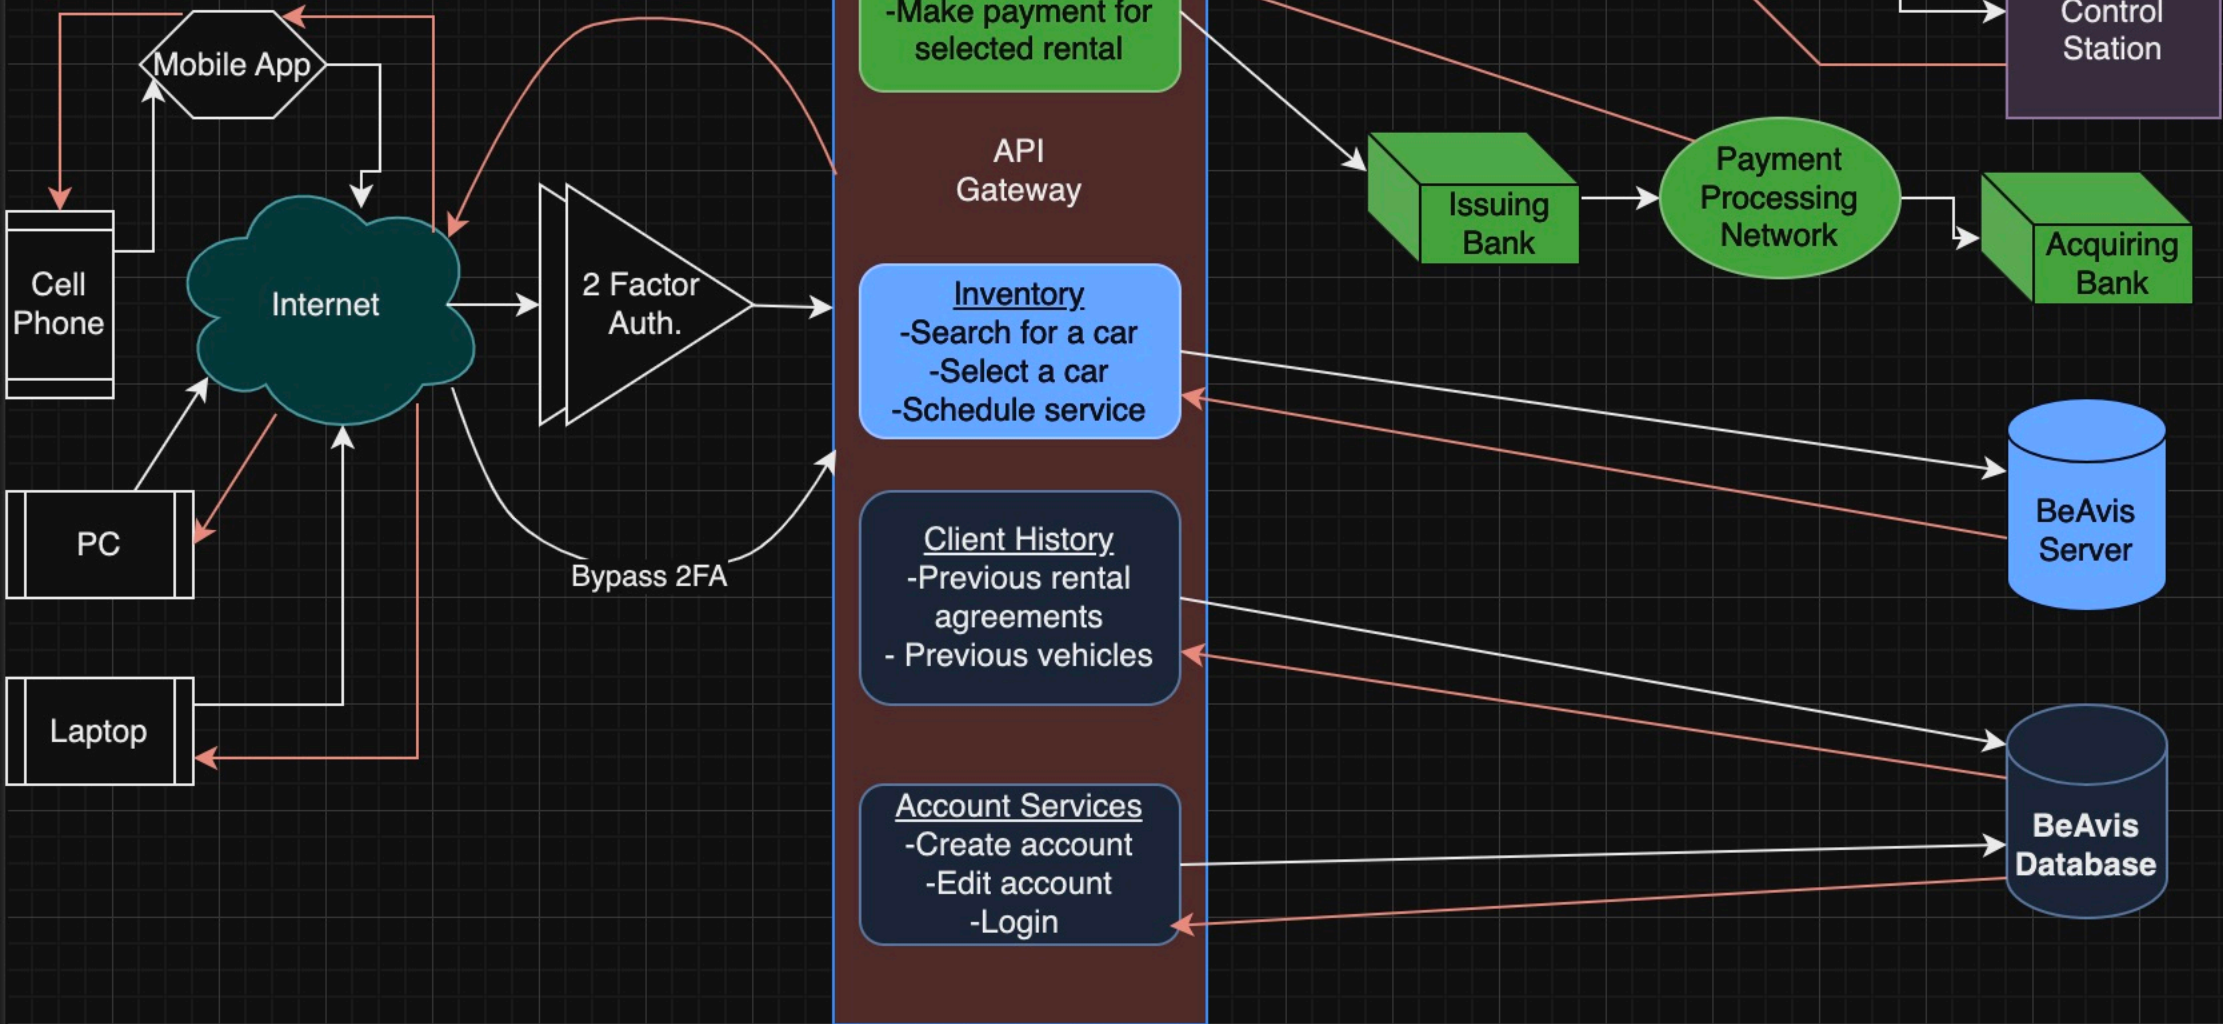 -Make payment for
selected rental
Control
Station
Mobile App
API
Gateway
Payment
Processing
Network
Issuing
Bank
Acquiring
Bank
Cell
Phone
Internet
2 Factor
Auth.
Inventory
-Search for a car
-Select a car
-Schedule service
BeAvis
Server
PC
Bypass 2FA
Client History
-Previous rental
agreements
- Previous vehicles
Laptop
Account Services
-Create account
-Edit account
-Login
BeAvis
Database